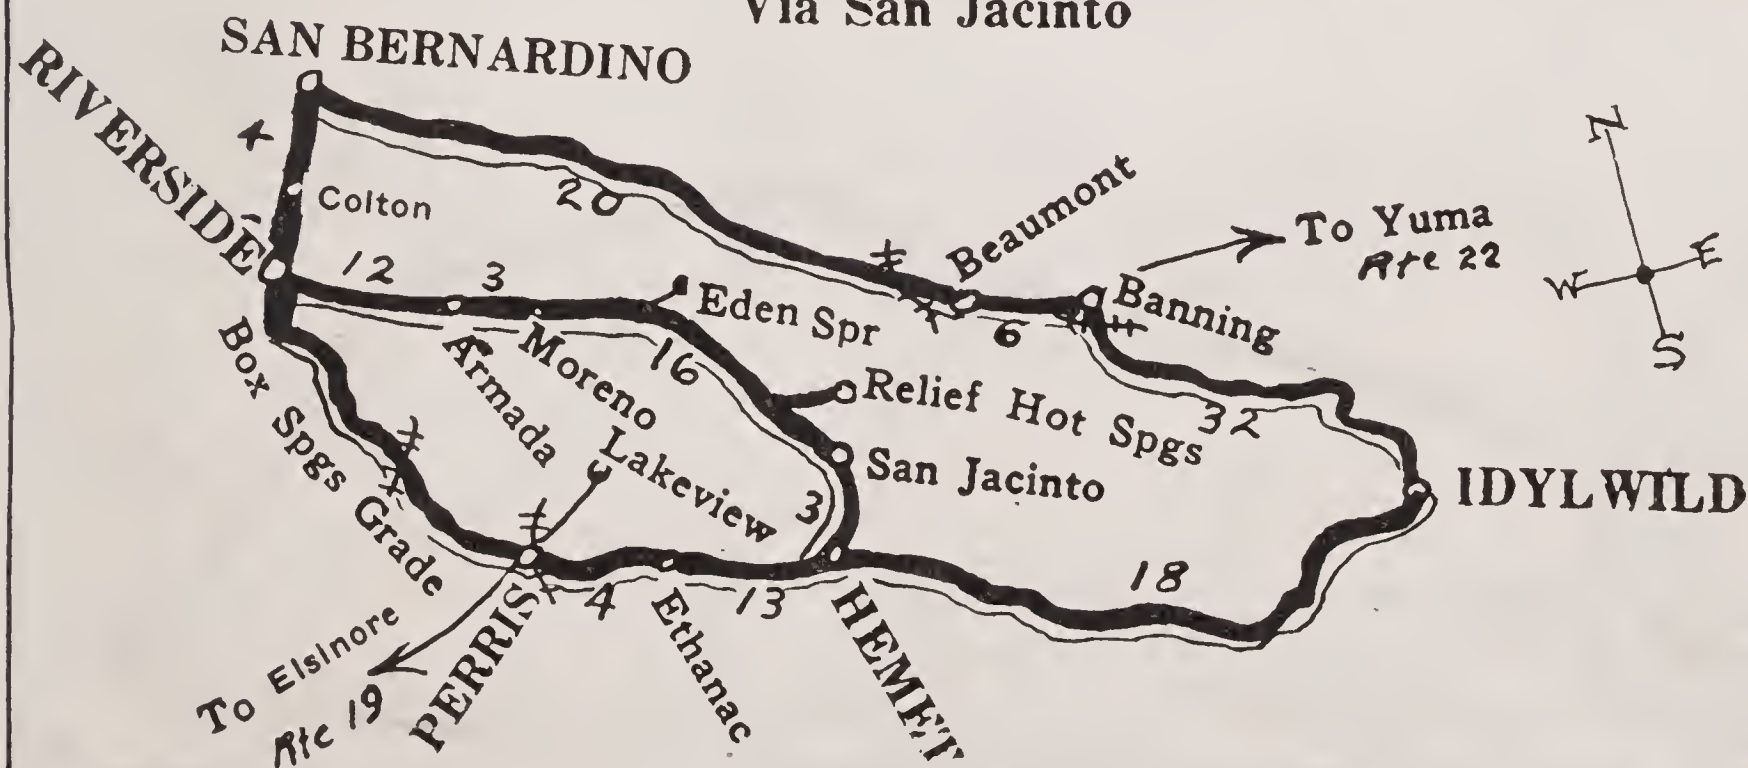 Via San Jacinto
SAN BERNARDINO
RIVERSIDE
4
Colton
20
Beaumont
To Yuma
Rte 22
N
E
W
S
12
3
Eden Spr
Banning
6
Armada
Moreno
16
Relief Hot Spgs
32
Box Spgs Grade
Lakeview
San Jacinto
3
IDYLWILD
4
13
18
PERRIS
Ethanac
HEMET
To Elsinore
Rte 19